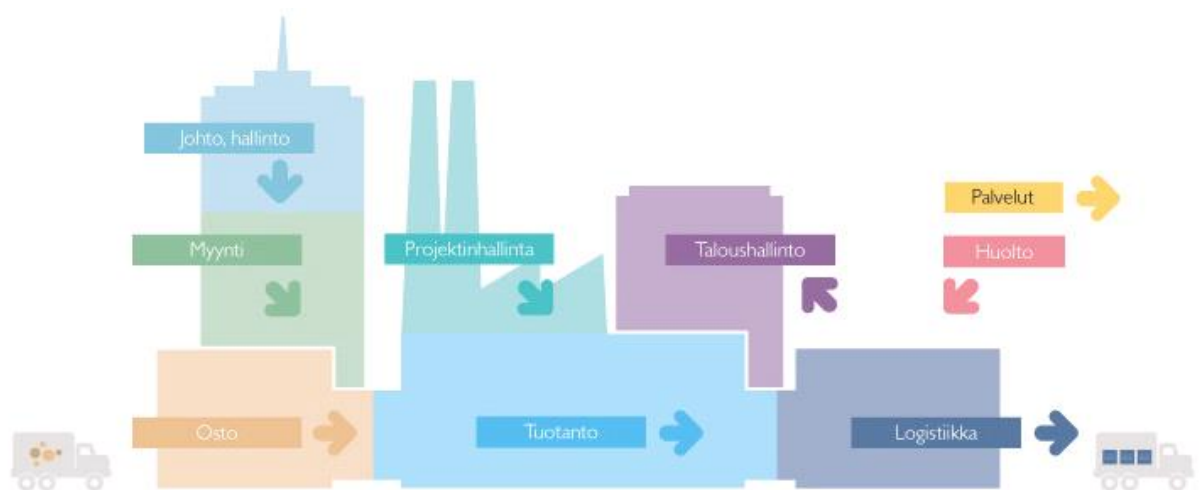 Johto, hallinto
Palvelut
Myynti
Projektinhallinta
Taloushallinto
Huolto
Osto
Tuotanto
Logistiikka